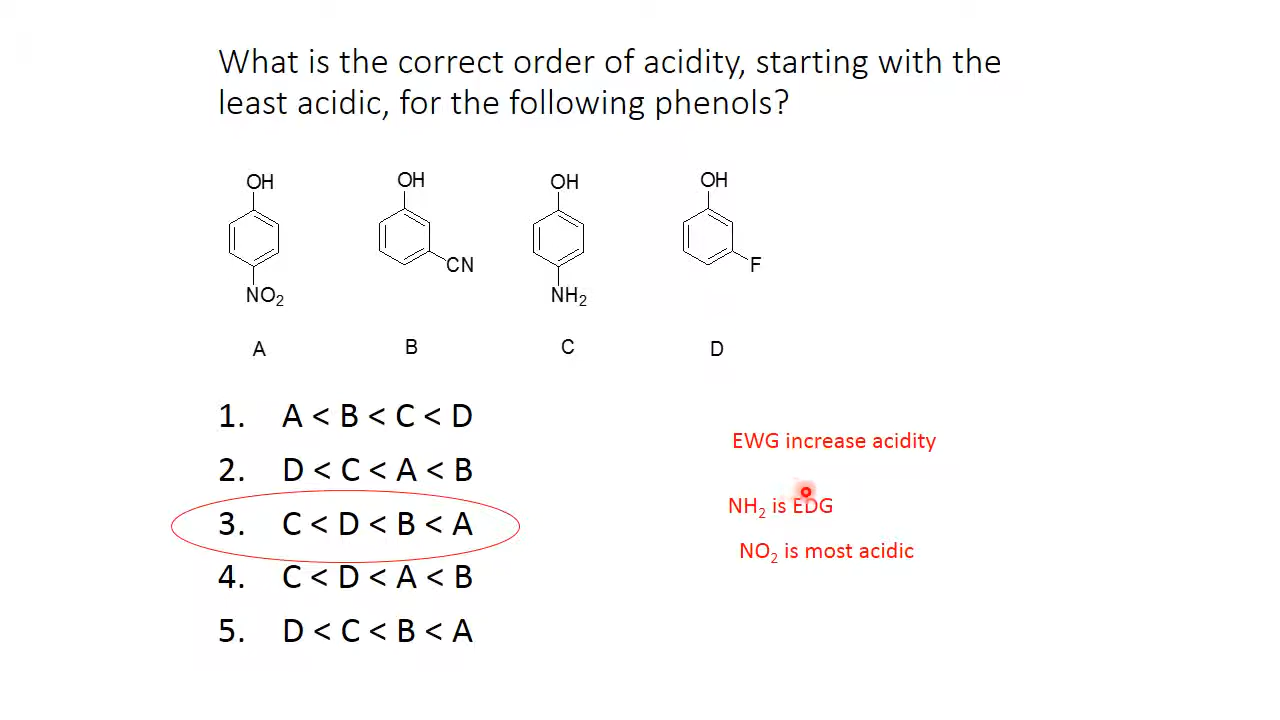 What is the correct order of acidity, starting with the
least acidic, for the following phenols?
OH OH OH OH
CN F
NO₂ NH₂
A B C D
1. A < B < C < D
2. D < C < A < B
3. C < D < B < A
4. C < D < A < B
5. D < C < B < A
EWG increase acidity
NH₂ is EDG
NO₂ is most acidic